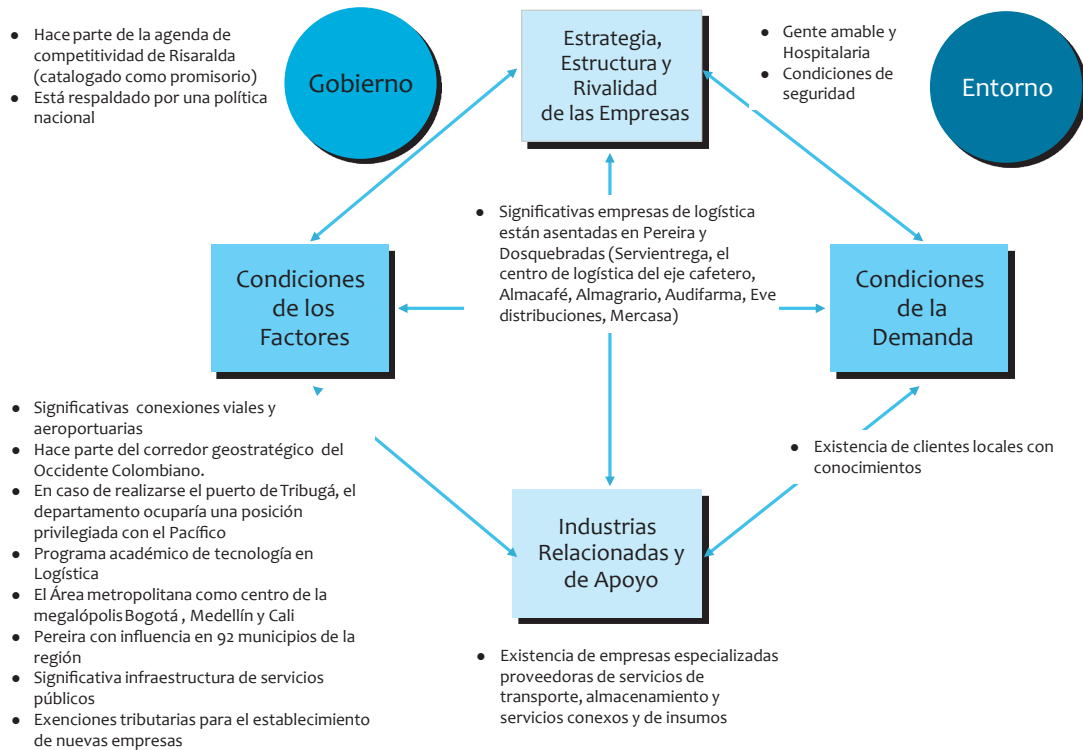 ● Hace parte de la agenda de
competitividad de Risaralda
(catalogado como promisorio)
● Está respaldado por una política
nacional
Gobierno
Estrategia,
Estructura y
Rivalidad
de las Empresas
● Gente amable y
Hospitalaria
● Condiciones de
seguridad
Entorno
● Significativas empresas de logística
están asentadas en Pereira y
Dosquebradas (Servientrega, el
centro de logística del eje cafetero,
Almacafé, Almagrario, Audifarma, Eve
distribuciones, Mercasa)
Condiciones
de los
Factores
Condiciones
de la
Demanda
● Significativas conexiones viales y
aeroportuarias
● Hace parte del corredor geostratégico del
Occidente Colombiano.
● En caso de realizarse el puerto de Tribugá, el
departamento ocuparía una posición
privilegiada con el Pacífico
● Programa académico de tecnología en
Logística
● El Área metropolitana como centro de la
megalópolis Bogotá , Medellín y Cali
● Pereira con influencia en 92 municipios de la
región
● Significativa infraestructura de servicios
públicos
● Exenciones tributarias para el establecimiento
de nuevas empresas
● Existencia de clientes locales con
conocimientos
Industrias
Relacionadas y
de Apoyo
● Existencia de empresas especializadas
proveedoras de servicios de
transporte, almacenamiento y
servicios conexos y de insumos